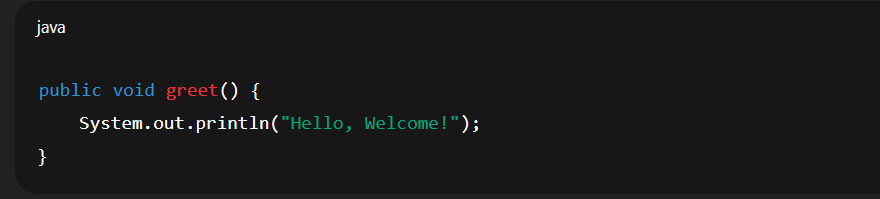 java
public void greet() {
    System.out.println("Hello, Welcome!");
}